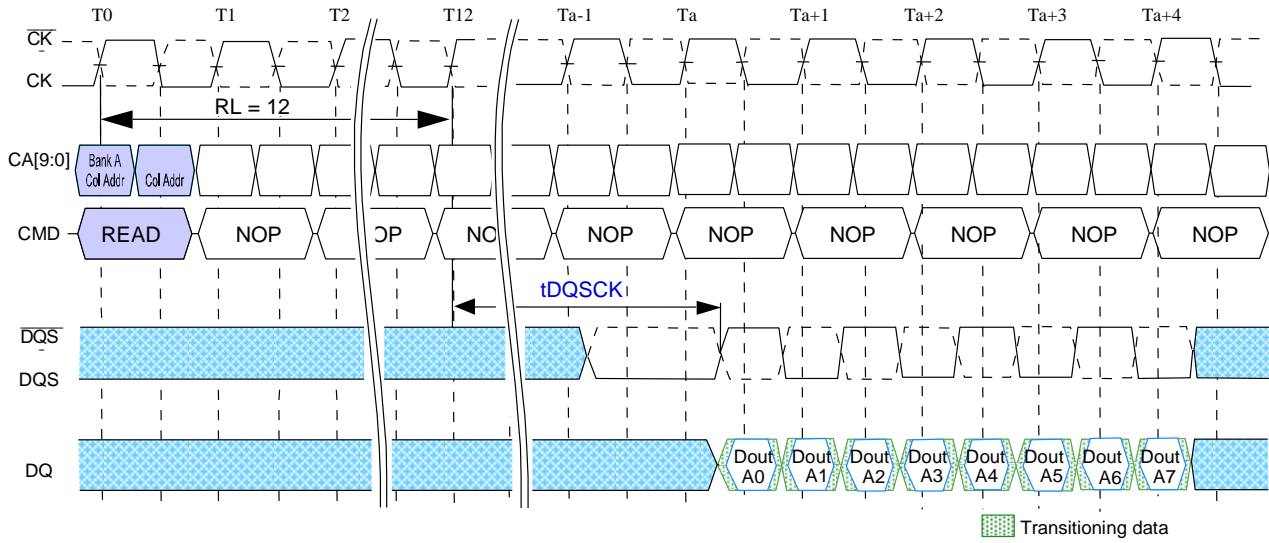 T0 T1 T2 T12 Ta-1 Ta Ta+1 Ta+2 Ta+3 Ta+4
CK
CK
RL = 12
CA[9:0]
Bank A
Col Addr
Col Addr
CMD
READ NOP NOP NOP NOP NOP NOP NOP NOP
tDQSCK
DQS
DQS
DQ
Dout Dout Dout Dout Dout Dout Dout Dout
A0 A1 A2 A3 A4 A5 A6 A7
Transitioning data